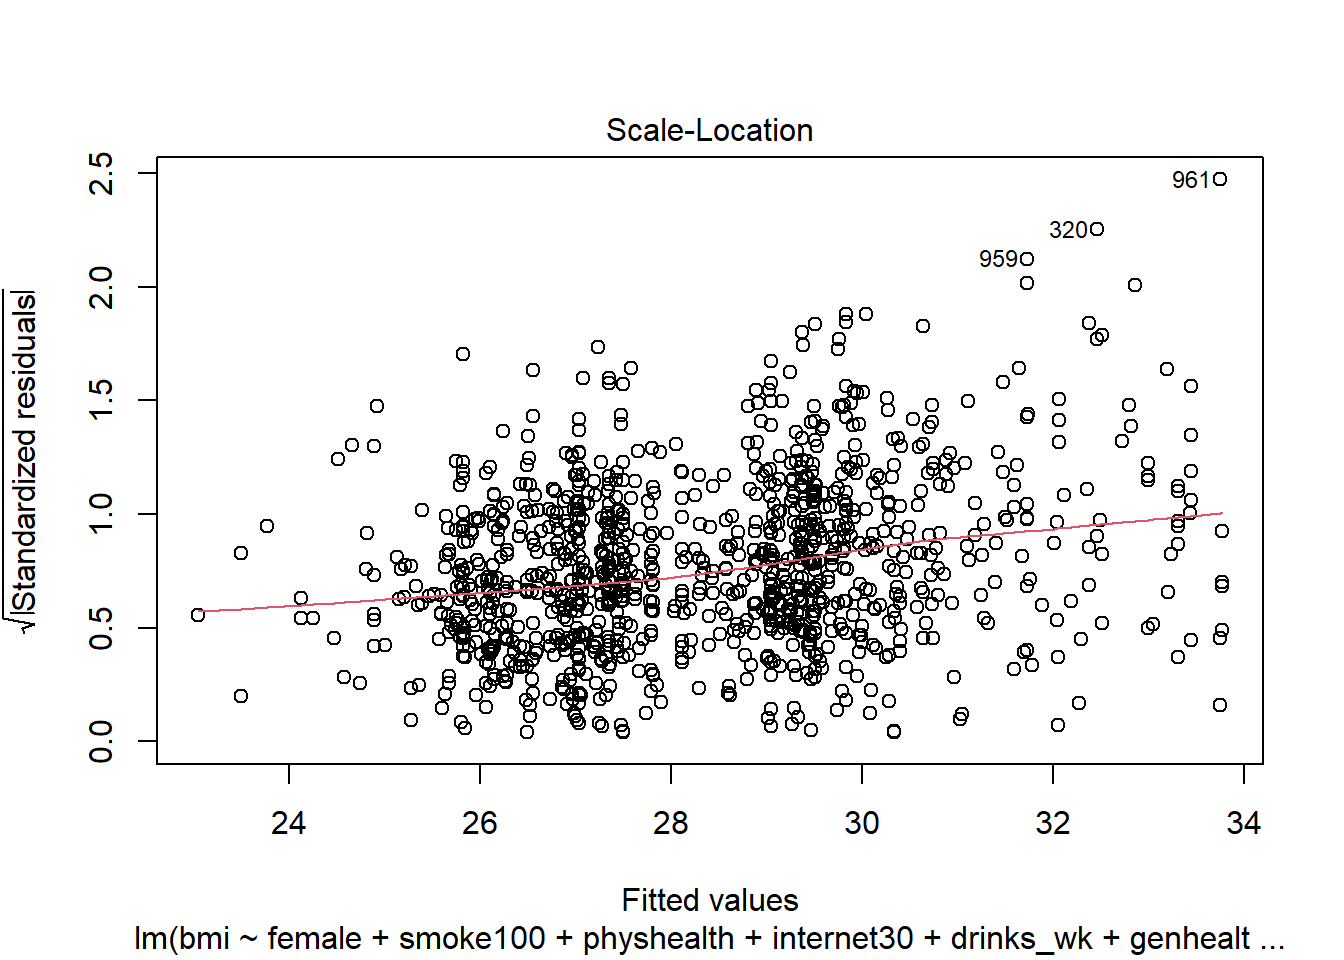 Scale-Location
√|Standardized residuals|
2.5
2.0
1.5
1.0
0.5
0.0
961
320
959
24 26 28 30 32 34
Fitted values
lm(bmi ~ female + smoke100 + physhealth + internet30 + drinks_wk + genhealt ...